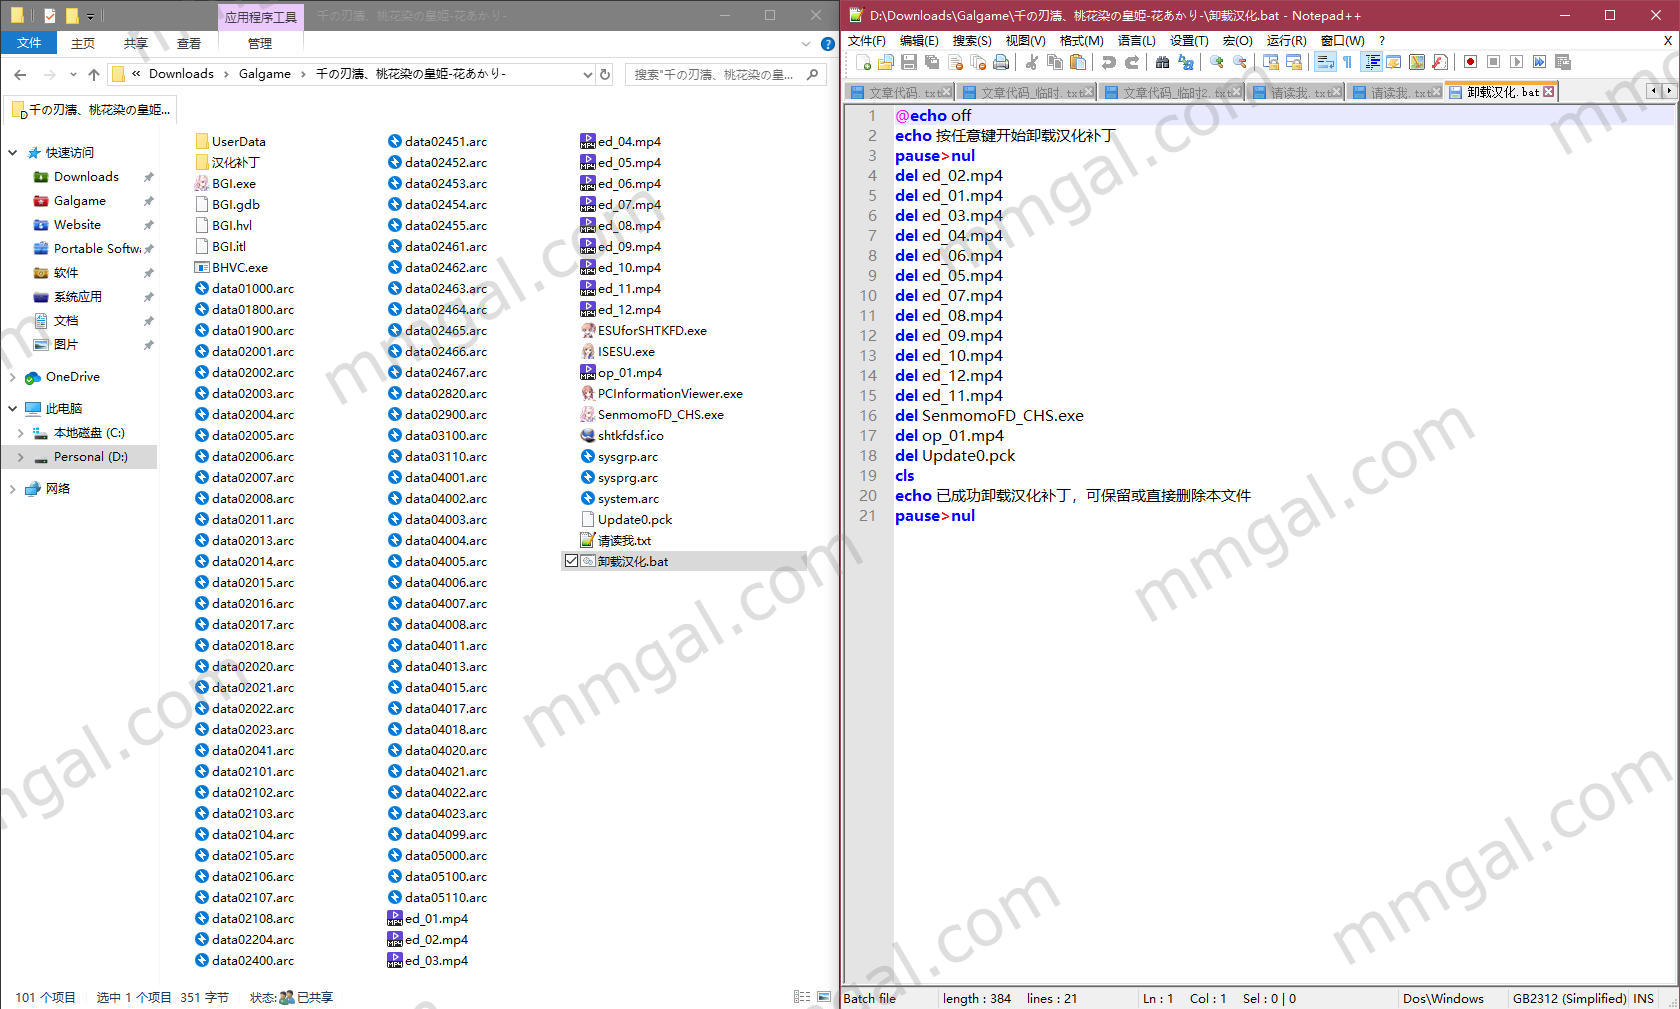 应用程序工具
千の刃濤、桃花染の皇姫-花あかり-
文件 主页 共享 查看 管理
« Downloads › Galgame › 千の刃濤、桃花染の皇姫-花あかり-
搜索"千の刃濤、桃花染の皇...
千の刃濤、桃花染の皇姫...
快速访问
Downloads
Galgame
Website
Portable Softw
软件
系统应用
文档
图片
OneDrive
此电脑
本地磁盘 (C:)
Personal (D:)
网络
UserData
汉化补丁
BGI.exe
BGI.gdb
BGI.hvl
BGI.itl
BHVC.exe
data01000.arc
data01800.arc
data01900.arc
data02001.arc
data02002.arc
data02003.arc
data02004.arc
data02005.arc
data02006.arc
data02007.arc
data02008.arc
data02011.arc
data02013.arc
data02014.arc
data02015.arc
data02016.arc
data02017.arc
data02018.arc
data02020.arc
data02021.arc
data02022.arc
data02023.arc
data02041.arc
data02101.arc
data02102.arc
data02103.arc
data02104.arc
data02105.arc
data02106.arc
data02107.arc
data02108.arc
data02204.arc
data02400.arc
data02451.arc
data02452.arc
data02453.arc
data02454.arc
data02455.arc
data02461.arc
data02462.arc
data02463.arc
data02464.arc
data02465.arc
data02466.arc
data02467.arc
data02820.arc
data02900.arc
data03100.arc
data03110.arc
data04001.arc
data04002.arc
data04003.arc
data04004.arc
data04005.arc
data04006.arc
data04007.arc
data04008.arc
data04011.arc
data04013.arc
data04015.arc
data04017.arc
data04018.arc
data04020.arc
data04021.arc
data04022.arc
data04023.arc
data04099.arc
data05000.arc
data05100.arc
data05110.arc
ed_01.mp4
ed_02.mp4
ed_03.mp4
ed_04.mp4
ed_05.mp4
ed_06.mp4
ed_07.mp4
ed_08.mp4
ed_09.mp4
ed_10.mp4
ed_11.mp4
ed_12.mp4
ESUforSHTKFD.exe
ISESU.exe
op_01.mp4
PCInformationViewer.exe
SenmomoFD_CHS.exe
shtkfdsf.ico
sysgrp.arc
sysprg.arc
system.arc
Update0.pck
请读我.txt
卸载汉化.bat
101 个项目 选中 1 个项目 351 字节 状态: 已共享
D:\Downloads\Galgame\千の刃濤、桃花染の皇姫-花あかり-\卸载汉化.bat - Notepad++
文件(F) 编辑(E) 搜索(S) 视图(V) 格式(M) 语言(L) 设置(T) 宏(O) 运行(R) 窗口(W) ? X
文章代码.txt 文章代码_临时.txt 文章代码_临时2.txt 请读我.txt 请读我.txt 卸载汉化.bat
1 @echo off
2 echo 按任意键开始卸载汉化补丁
3 pause>nul
4 del ed_02.mp4
5 del ed_01.mp4
6 del ed_03.mp4
7 del ed_04.mp4
8 del ed_06.mp4
9 del ed_05.mp4
10 del ed_07.mp4
11 del ed_08.mp4
12 del ed_09.mp4
13 del ed_10.mp4
14 del ed_12.mp4
15 del ed_11.mp4
16 del SenmomoFD_CHS.exe
17 del op_01.mp4
18 del Update0.pck
19 cls
20 echo 已成功卸载汉化补丁，可保留或直接删除本文件
21 pause>nul
Batch file length : 384 lines : 21 Ln : 1 Col : 1 Sel : 0 | 0 Dos\Windows GB2312 (Simplified) INS
mmgal.com
mmgal.com
mmgal.com
mmgal.com
mmgal.com
mmgal.com